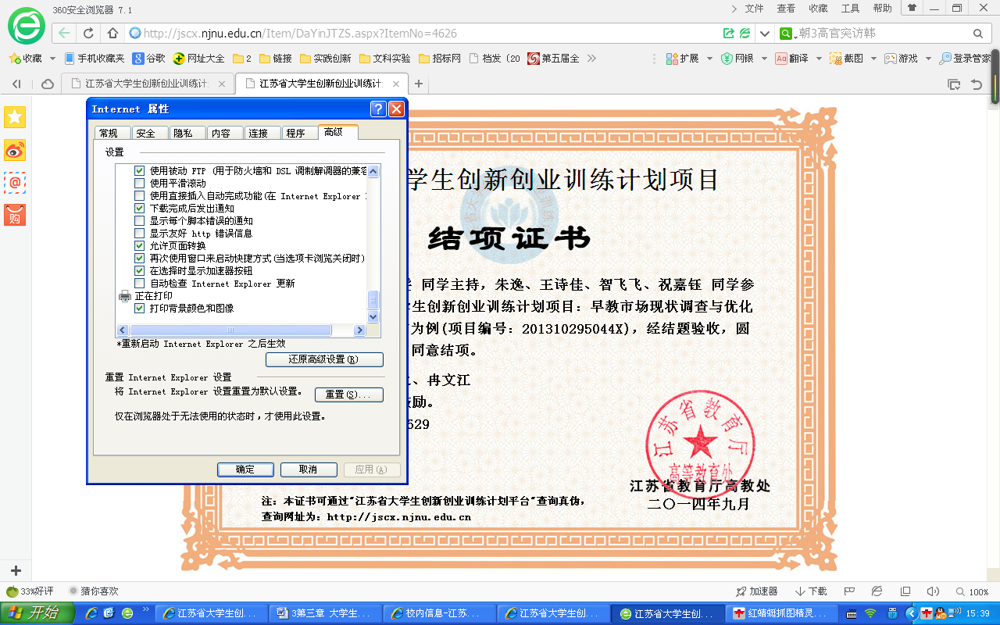 360安全浏览器 7.1
文件 查看 收藏 工具 帮助
http://jscx.njnu.edu.cn/Item/DaYinJTZS.aspx?ItemNo=4626
朝3高官突访韩
收藏 手机收藏夹 谷歌 网址大全 2 链接 实践创新 文科实验 招标网 档发（20 第五届全 扩展 网银 翻译 截图 游戏 登录管家
江苏省大学生创新创业训练计 江苏省大学生创新创业训练计
Internet 属性
常规 安全 隐私 内容 连接 程序 高级
设置
使用被动 FTP (用于防火墙和 DSL 调制解调器的兼容
使用平滑滚动
使用直接插入自动完成功能(在 Internet Explorer
下载完成后发出通知
显示每个脚本错误的通知
显示友好 http 错误信息
允许页面转换
再次使用窗口来启动快捷方式(当选项卡浏览关闭时)
在选择时显示加速器按钮
自动检查 Internet Explorer 更新
正在打印
打印背景颜色和图像
*重新启动 Internet Explorer 之后生效
还原高级设置(R)
重置 Internet Explorer 设置
将 Internet Explorer 设置重置为默认设置。
重置(S)...
仅在浏览器处于无法使用的状态时，才使用此设置。
确定 取消 应用(A)
学生创新创业训练计划项目
结项证书
同学主持，朱逸、王诗佳、智飞飞、祝嘉钰 同学参
学生创新创业训练计划项目：早教市场现状调查与优化
为例(项目编号：201310295044X)，经结题验收，圆
同意结项。
、冉文江
励。
529
江苏省教育厅
高等教育处
江苏省教育厅高教处
二〇一四年九月
注：本证书可通过"江苏省大学生创新创业训练计划平台"查询真伪，
查询网址为：http://jscx.njnu.edu.cn
购
33%好评 猜你喜欢 加速器 下载 100%
开始 江苏省大学生创... 3第三章 大学生... 校内信息-江苏... 江苏省大学生创... 江苏省大学生创... 红蜻蜓抓图精灵... 15:39